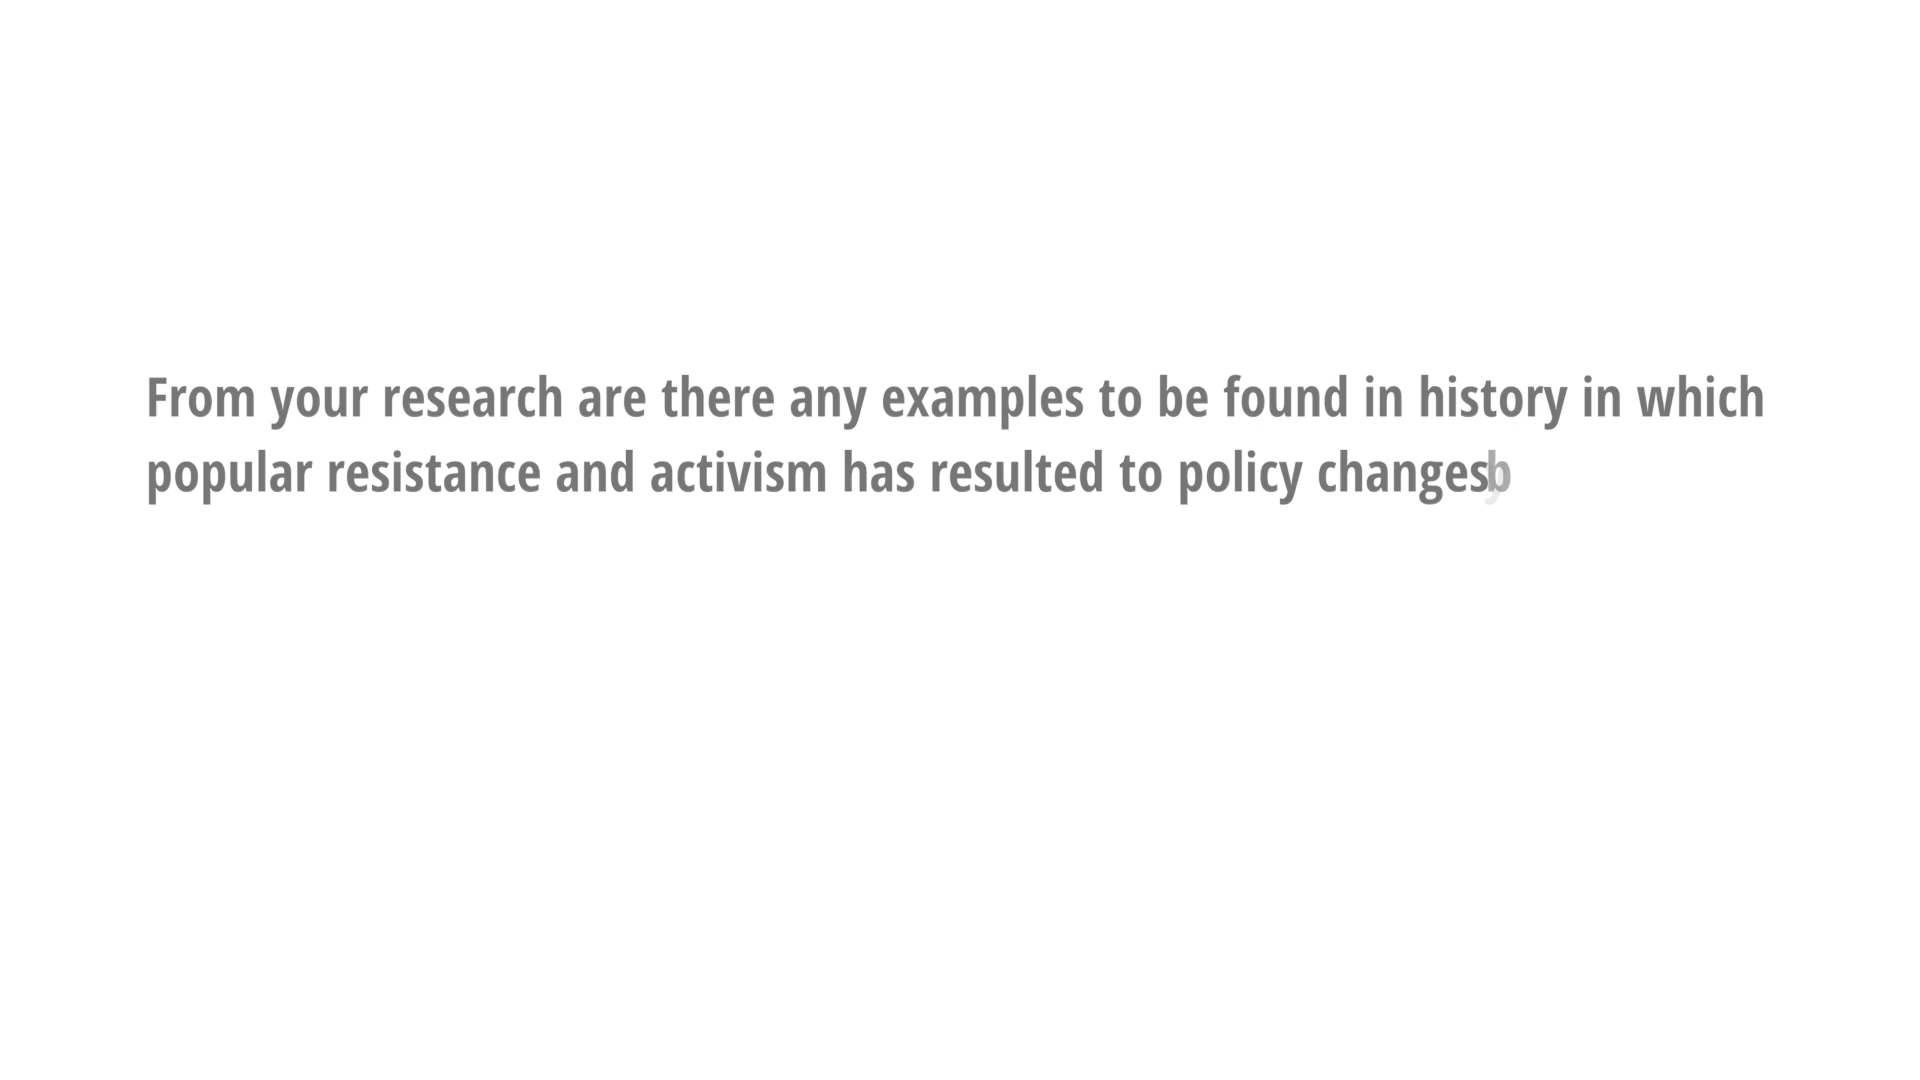 From your research are there any examples to be found in history in which
popular resistance and activism has resulted to policy changes